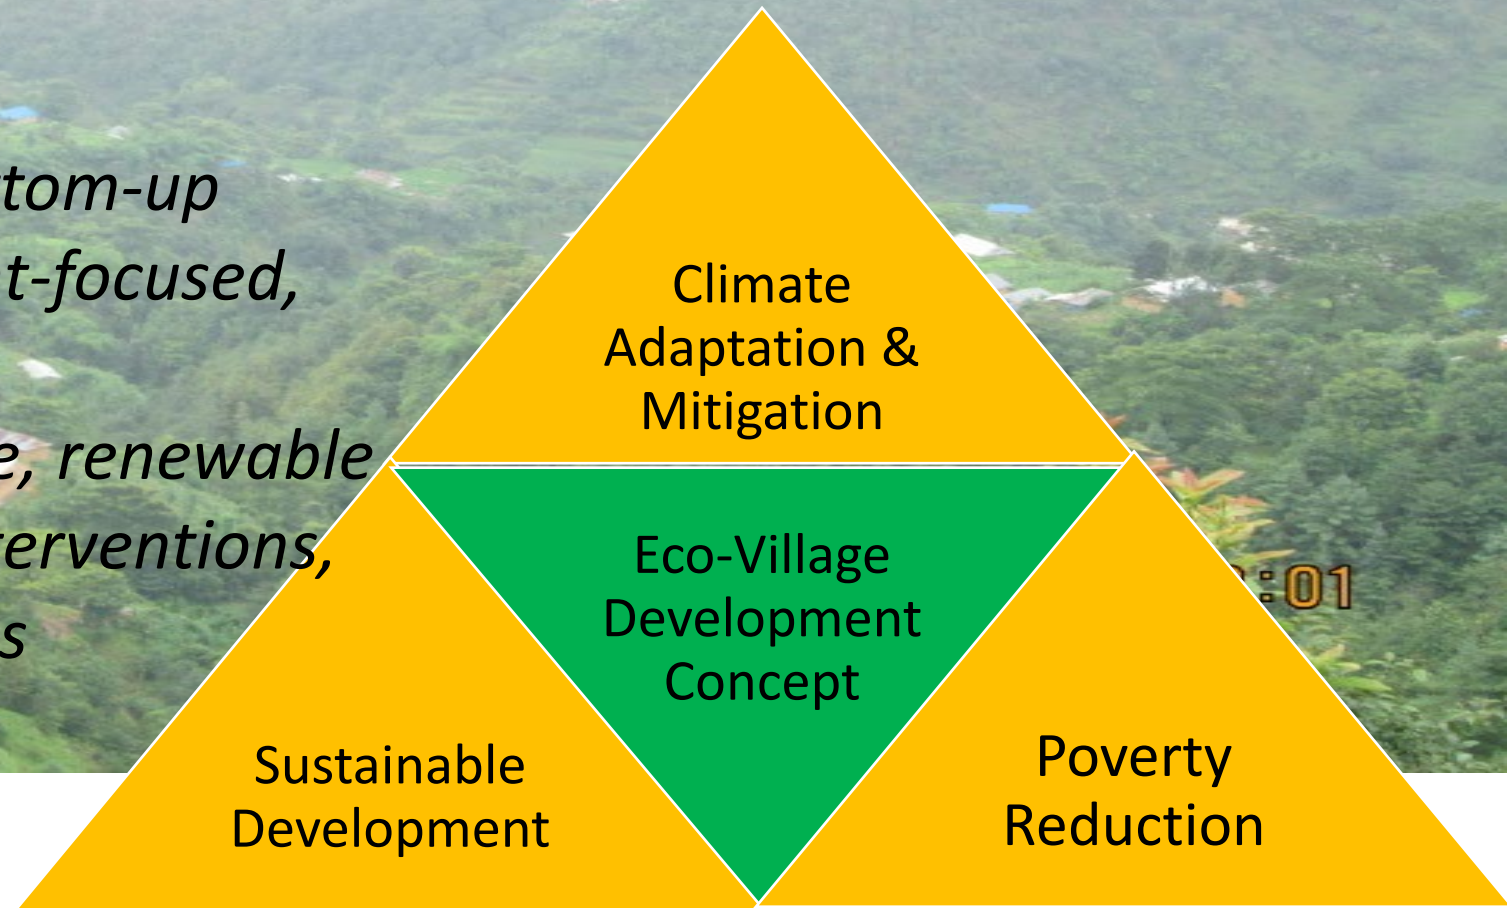 tom-up
t-focused,
e, renewable
erventions,
s
Climate
Adaptation &
Mitigation
Eco-Village
Development
Concept
Sustainable
Development
Poverty
Reduction
:01